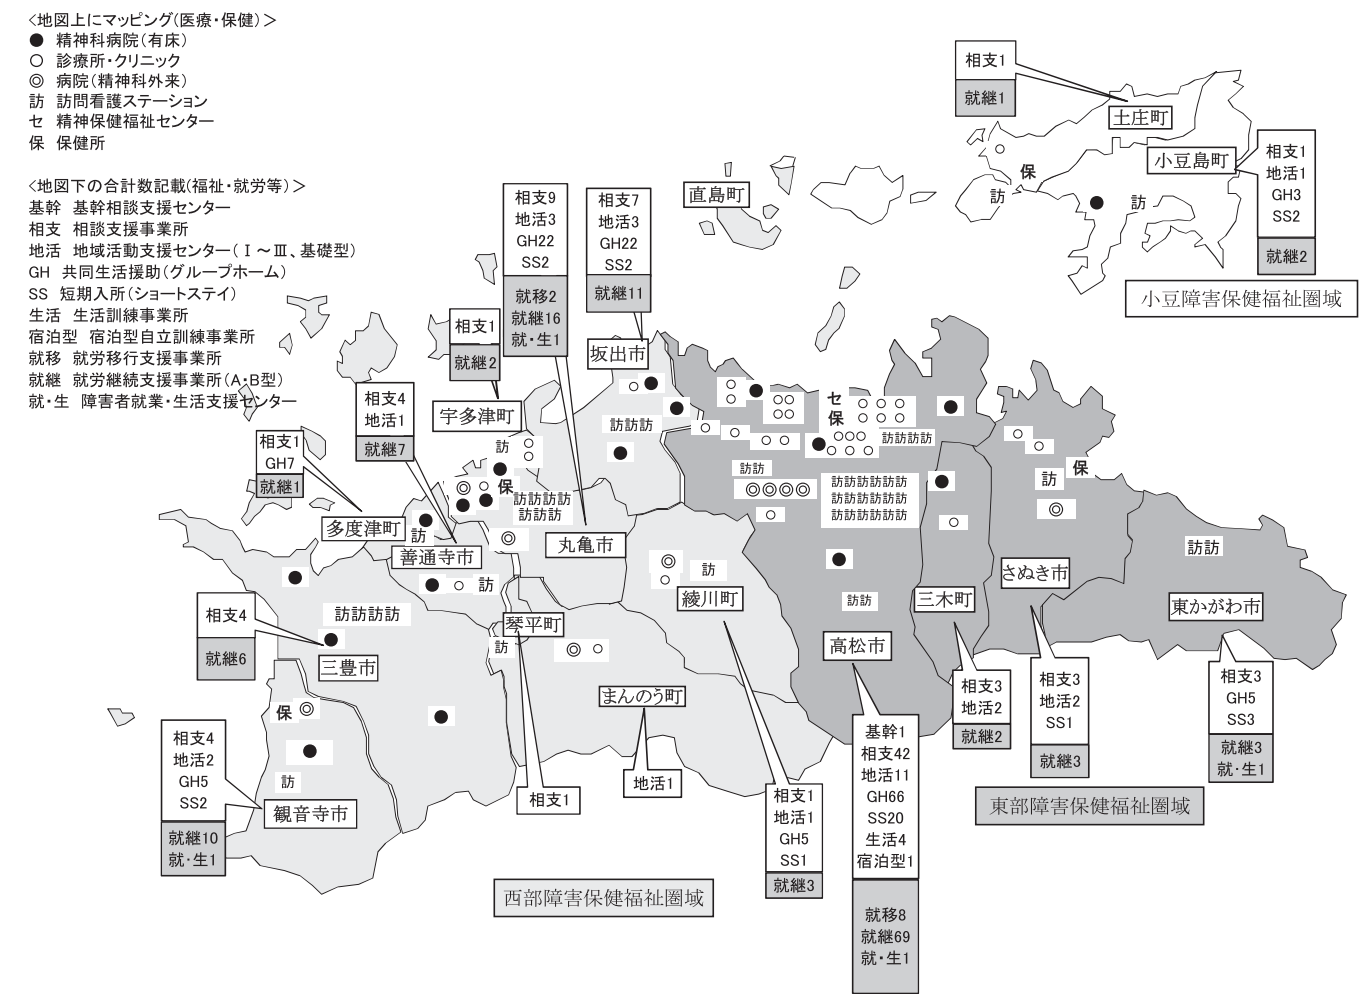 ＜地図上にマッピング(医療・保健)＞
● 精神科病院(有床)
○ 診療所・クリニック
◎ 病院(精神科外来)
訪 訪問看護ステーション
セ 精神保健福祉センター
保 保健所
＜地図下の合計数記載(福祉・就労等)＞
基幹 基幹相談支援センター
相支 相談支援事業所
地活 地域活動支援センター(Ⅰ～Ⅲ、基礎型)
GH 共同生活援助(グループホーム)
SS 短期入所(ショートステイ)
生活 生活訓練事業所
宿泊型 宿泊型自立訓練事業所
就移 就労移行支援事業所
就継 就労継続支援事業所(A・B型)
就・生 障害者就業・生活支援センター
相支1
就継1
土庄町
小豆島町
相支1
地活1
GH3
SS2
就継2
保
訪
訪
小豆障害保健福祉圏域
直島町
相支9
地活3
GH22
SS2
就移2
就継16
就・生1
相支7
地活3
GH22
SS2
就継11
坂出市
相支1
就継2
宇多津町
相支4
地活1
就継7
相支1
GH7
就継1
多度津町
善通寺市
丸亀市
訪訪訪
訪
保
訪訪訪訪
訪訪訪
訪
訪
セ
保
訪訪訪訪
訪訪
訪訪訪訪訪訪
訪訪訪訪訪訪
訪訪訪訪訪訪
訪訪
保
訪
訪訪
さぬき市
東かがわ市
三木町
高松市
綾川町
訪
琴平町
訪
まんのう町
訪訪訪訪
三豊市
相支4
就継6
保
訪
観音寺市
相支4
地活2
GH5
SS2
就継10
就・生1
相支1
地活1
相支1
地活1
GH5
SS1
就継3
基幹1
相支42
地活11
GH66
SS20
生活4
宿泊型1
就移8
就継69
就・生1
相支3
地活2
就継2
相支3
地活2
SS1
就継3
相支3
GH5
SS3
就継3
就・生1
東部障害保健福祉圏域
西部障害保健福祉圏域